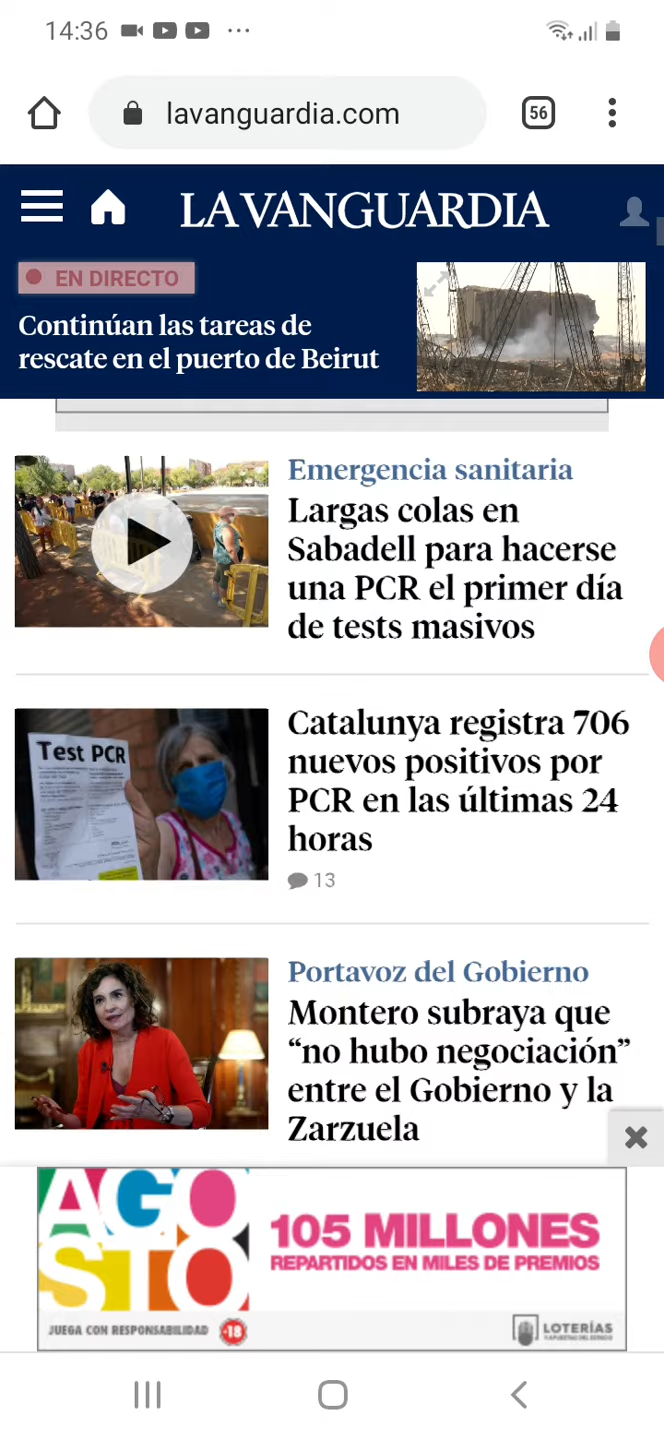 14:36
56
lavanguardia.com
LA VANGUARDIA
EN DIRECTO
Continúan las tareas de
rescate en el puerto de Beirut
Emergencia sanitaria
Largas colas en
Sabadell para hacerse
una PCR el primer día
de tests masivos
Test PCR
Catalunya registra 706
nuevos positivos por
PCR en las últimas 24
horas
13
Portavoz del Gobierno
Montero subraya que
“no hubo negociación”
entre el Gobierno y la
Zarzuela
AGO
STO
105 MILLONES
REPARTIDOS EN MILES DE PREMIOS
JUEGA CON RESPONSABILIDAD
18
LOTERÍAS